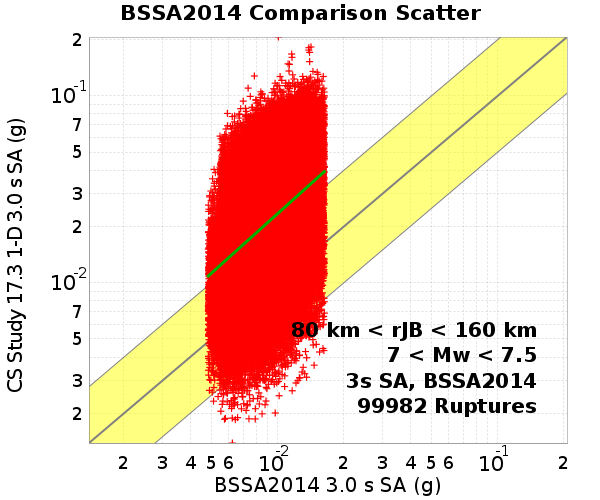 BSSA2014 Comparison Scatter
CS Study 17.3 1-D 3.0 s SA (g)
2
10-1
7
5
3
2
10-2
7
5
3
2
80 km < rJB < 160 km
7 < Mw < 7.5
3s SA, BSSA2014
99982 Ruptures
2 3 4 5 6 10-2 2 3 4 5 6 10-1 2
BSSA2014 3.0 s SA (g)